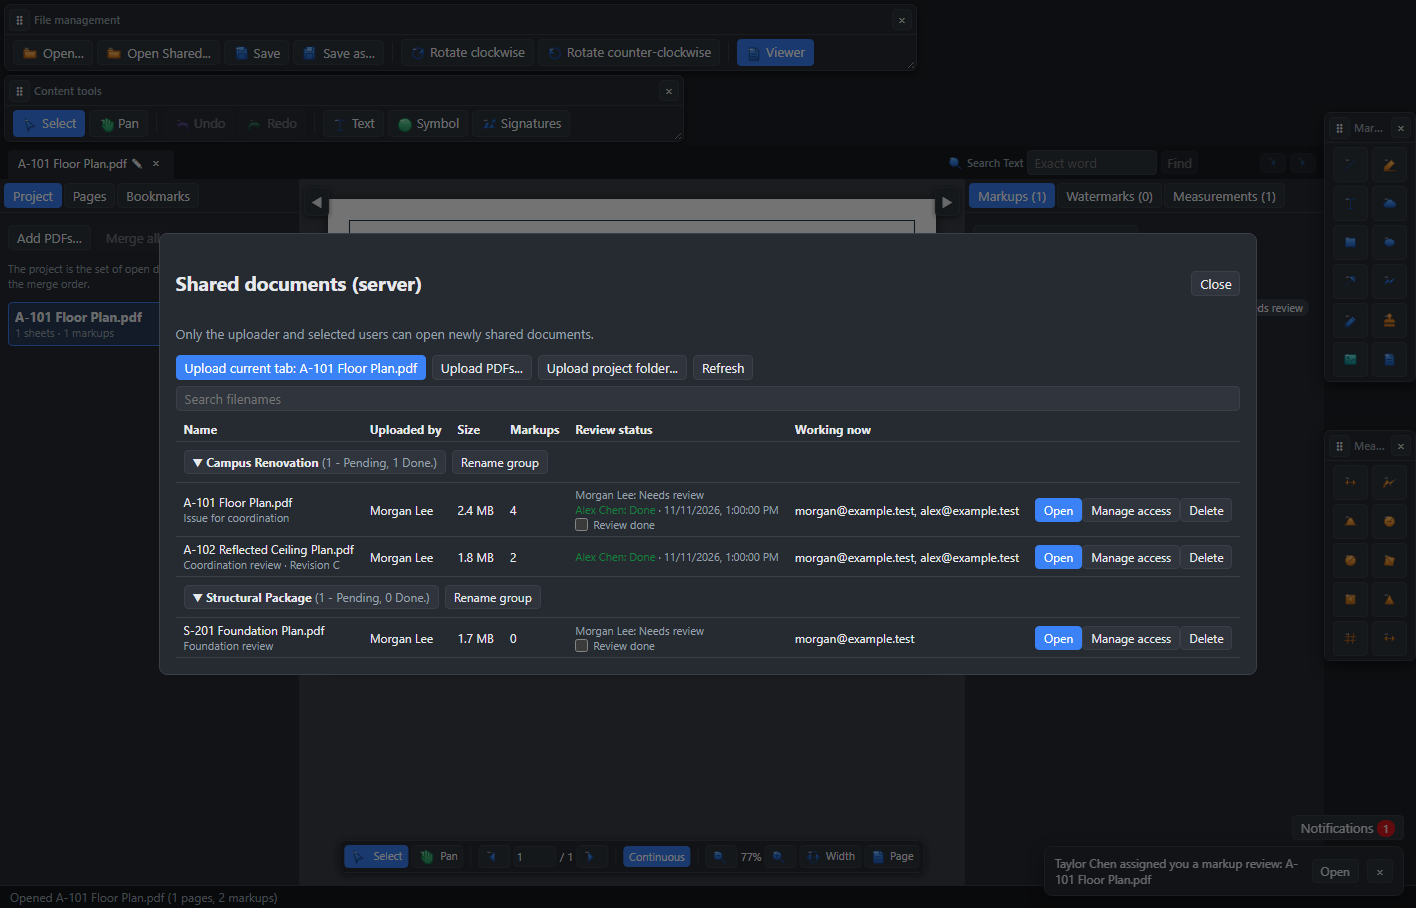 File management
Open...
Open Shared...
Save
Save as...
Rotate clockwise
Rotate counter-clockwise
Viewer
Content tools
Select
Pan
Undo
Redo
Text
Symbol
Signatures
Mar...
A-101 Floor Plan.pdf
Search Text
Exact word
Find
Project
Pages
Bookmarks
Markups (1)
Watermarks (0)
Measurements (1)
Add PDFs...
Merge all
The project is the set of open d
the merge order.
A-101 Floor Plan.pdf
1 sheets · 1 markups
ds review
Mea...
Shared documents (server)
Close
Only the uploader and selected users can open newly shared documents.
Upload current tab: A-101 Floor Plan.pdf
Upload PDFs...
Upload project folder...
Refresh
Search filenames
Name Uploaded by Size Markups Review status Working now
▼ Campus Renovation (1 - Pending, 1 Done.)
Rename group
A-101 Floor Plan.pdf
Issue for coordination
Morgan Lee
2.4 MB
4
Morgan Lee: Needs review
Alex Chen: Done · 11/11/2026, 1:00:00 PM
Review done
morgan@example.test, alex@example.test
Open
Manage access
Delete
A-102 Reflected Ceiling Plan.pdf
Coordination review · Revision C
Morgan Lee
1.8 MB
2
Alex Chen: Done · 11/11/2026, 1:00:00 PM
morgan@example.test, alex@example.test
Open
Manage access
Delete
▼ Structural Package (1 - Pending, 0 Done.)
Rename group
S-201 Foundation Plan.pdf
Foundation review
Morgan Lee
1.7 MB
0
Morgan Lee: Needs review
Review done
morgan@example.test
Open
Manage access
Delete
Notifications 1
Select
Pan
1
/ 1
Continuous
77%
Width
Page
Taylor Chen assigned you a markup review: A-
101 Floor Plan.pdf
Open
Opened A-101 Floor Plan.pdf (1 pages, 2 markups)